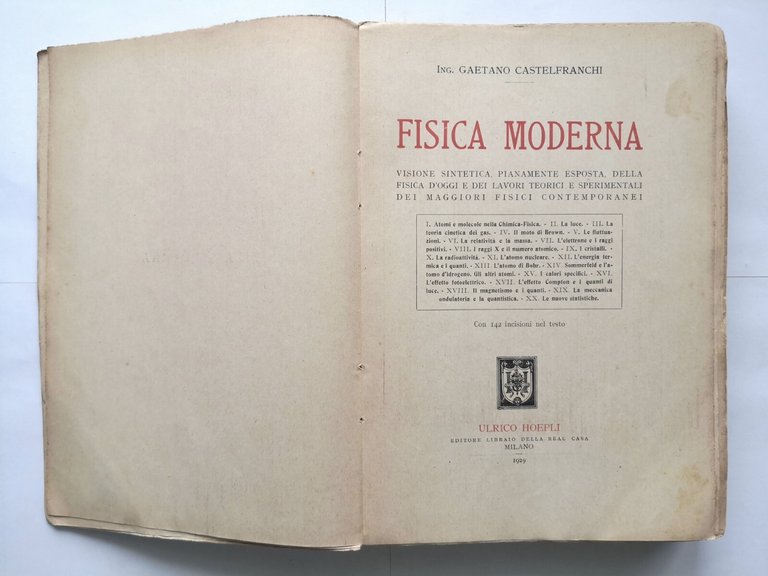 Ing. GAETANO CASTELFRANCHI
FISICA MODERNA
VISIONE SINTETICA, PIANAMENTE ESPOSTA, DELLA
FISICA D'OGGI E DEI LAVORI TEORICI E SPERIMENTALI
DEI MAGGIORI FISICI CONTEMPORANEI
I. Atomi e molecole nella Chimica-Fisica. - II. La luce. - III. La
teoria cinetica dei gas. - IV. Il moto di Brown. - V. Le fluttua-
zioni. - VI. La relatività e la massa. - VII. L'elettrone e i raggi
positivi. - VIII. I raggi X e il numero atomico. - IX. I cristalli. -
X. La radioattività. - XI. L'atomo nucleare. - XII. L'energia ter-
mica e i quanti. - XIII. L'atomo di Bohr. - XIV. Sommerfeld e l'a-
tomo d'idrogeno. Gli altri atomi. - XV. I calori specifici. - XVI.
L'effetto fotoelettrico. - XVII. L'effetto Compton e i quanti di
luce. - XVIII. Il magnetismo e i quanti. - XIX. La meccanica
ondulatoria e la quantistica. - XX. Le nuove statistiche.
Con 142 incisioni nel testo
ULRICO HOEPLI
EDITORE LIBRAIO DELLA REAL CASA
MILANO
1929